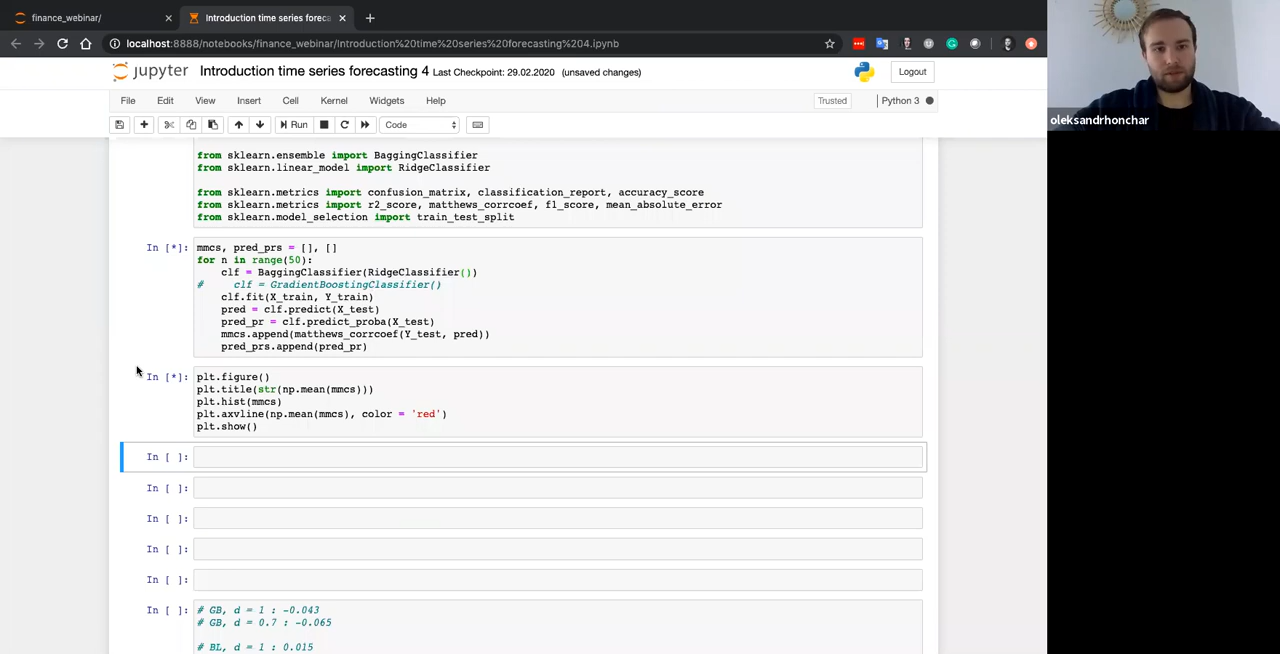 finance_webinar/
Introduction time series foreca
localhost:8888/notebooks/finance_webinar/Introduction%20time%20series%20forecasting%204.ipynb
jupyter Introduction time series forecasting 4 Last Checkpoint: 29.02.2020 (unsaved changes)
Logout
File Edit View Insert Cell Kernel Widgets Help
Trusted Python 3
Run Code
from sklearn.ensemble import BaggingClassifier
from sklearn.linear_model import RidgeClassifier
from sklearn.metrics import confusion_matrix, classification_report, accuracy_score
from sklearn.metrics import r2_score, matthews_corrcoef, f1_score, mean_absolute_error
from sklearn.model_selection import train_test_split
In [*]: mmcs, pred_prs = [], []
for n in range(50):
    clf = BaggingClassifier(RidgeClassifier())
#     clf = GradientBoostingClassifier()
    clf.fit(X_train, Y_train)
    pred = clf.predict(X_test)
    pred_pr = clf.predict_proba(X_test)
    mmcs.append(matthews_corrcoef(Y_test, pred))
    pred_prs.append(pred_pr)
In [*]: plt.figure()
plt.title(str(np.mean(mmcs)))
plt.hist(mmcs)
plt.axvline(np.mean(mmcs), color = 'red')
plt.show()
In [ ]:
In [ ]:
In [ ]:
In [ ]:
In [ ]:
In [ ]: # GB, d = 1 : -0.043
# GB, d = 0.7 : -0.065
# BL, d = 1 : 0.015
oleksandrhonchar